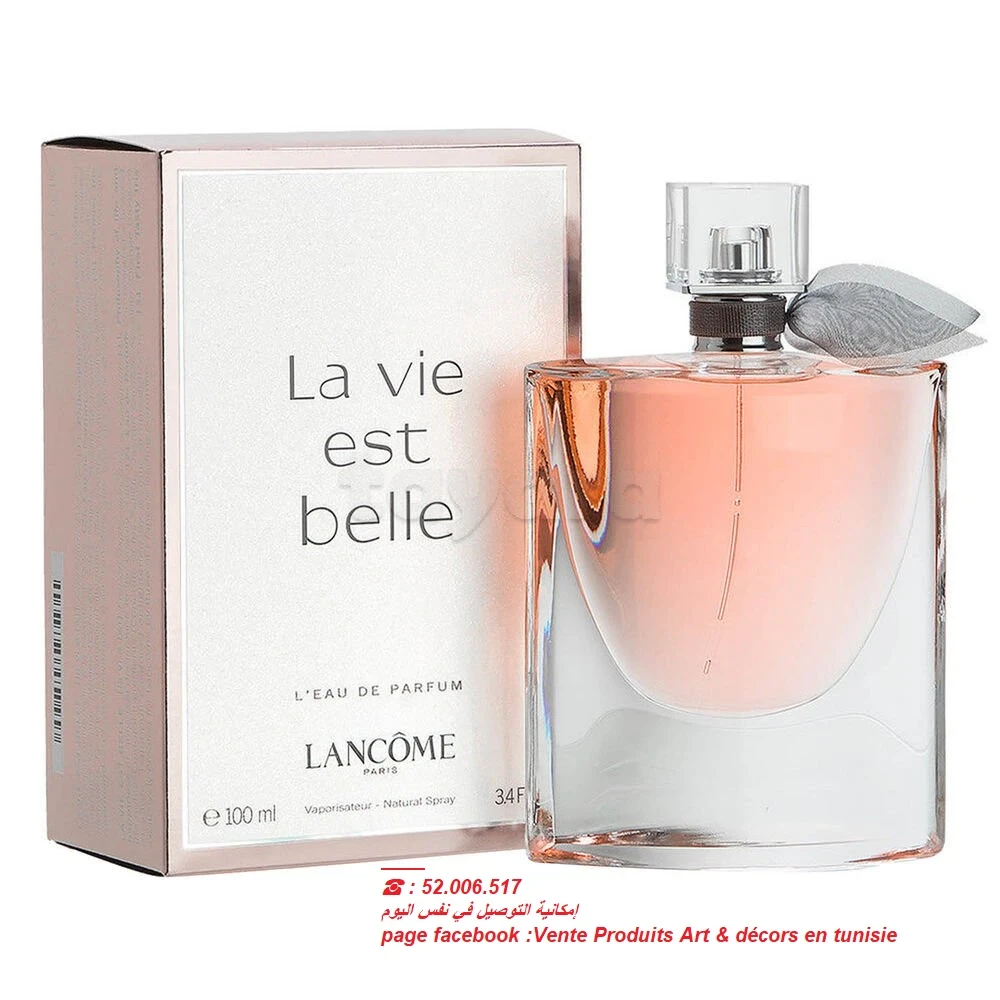 La vie
est
belle
L'EAU DE PARFUM
LANCÔME
PARIS
℮ 100 ml
Vaporisateur - Natural Spray
3.4 F
tayara
☎ : 52.006.517
إمكانية التوصيل في نفس اليوم
page facebook :Vente Produits Art & décors en tunisie